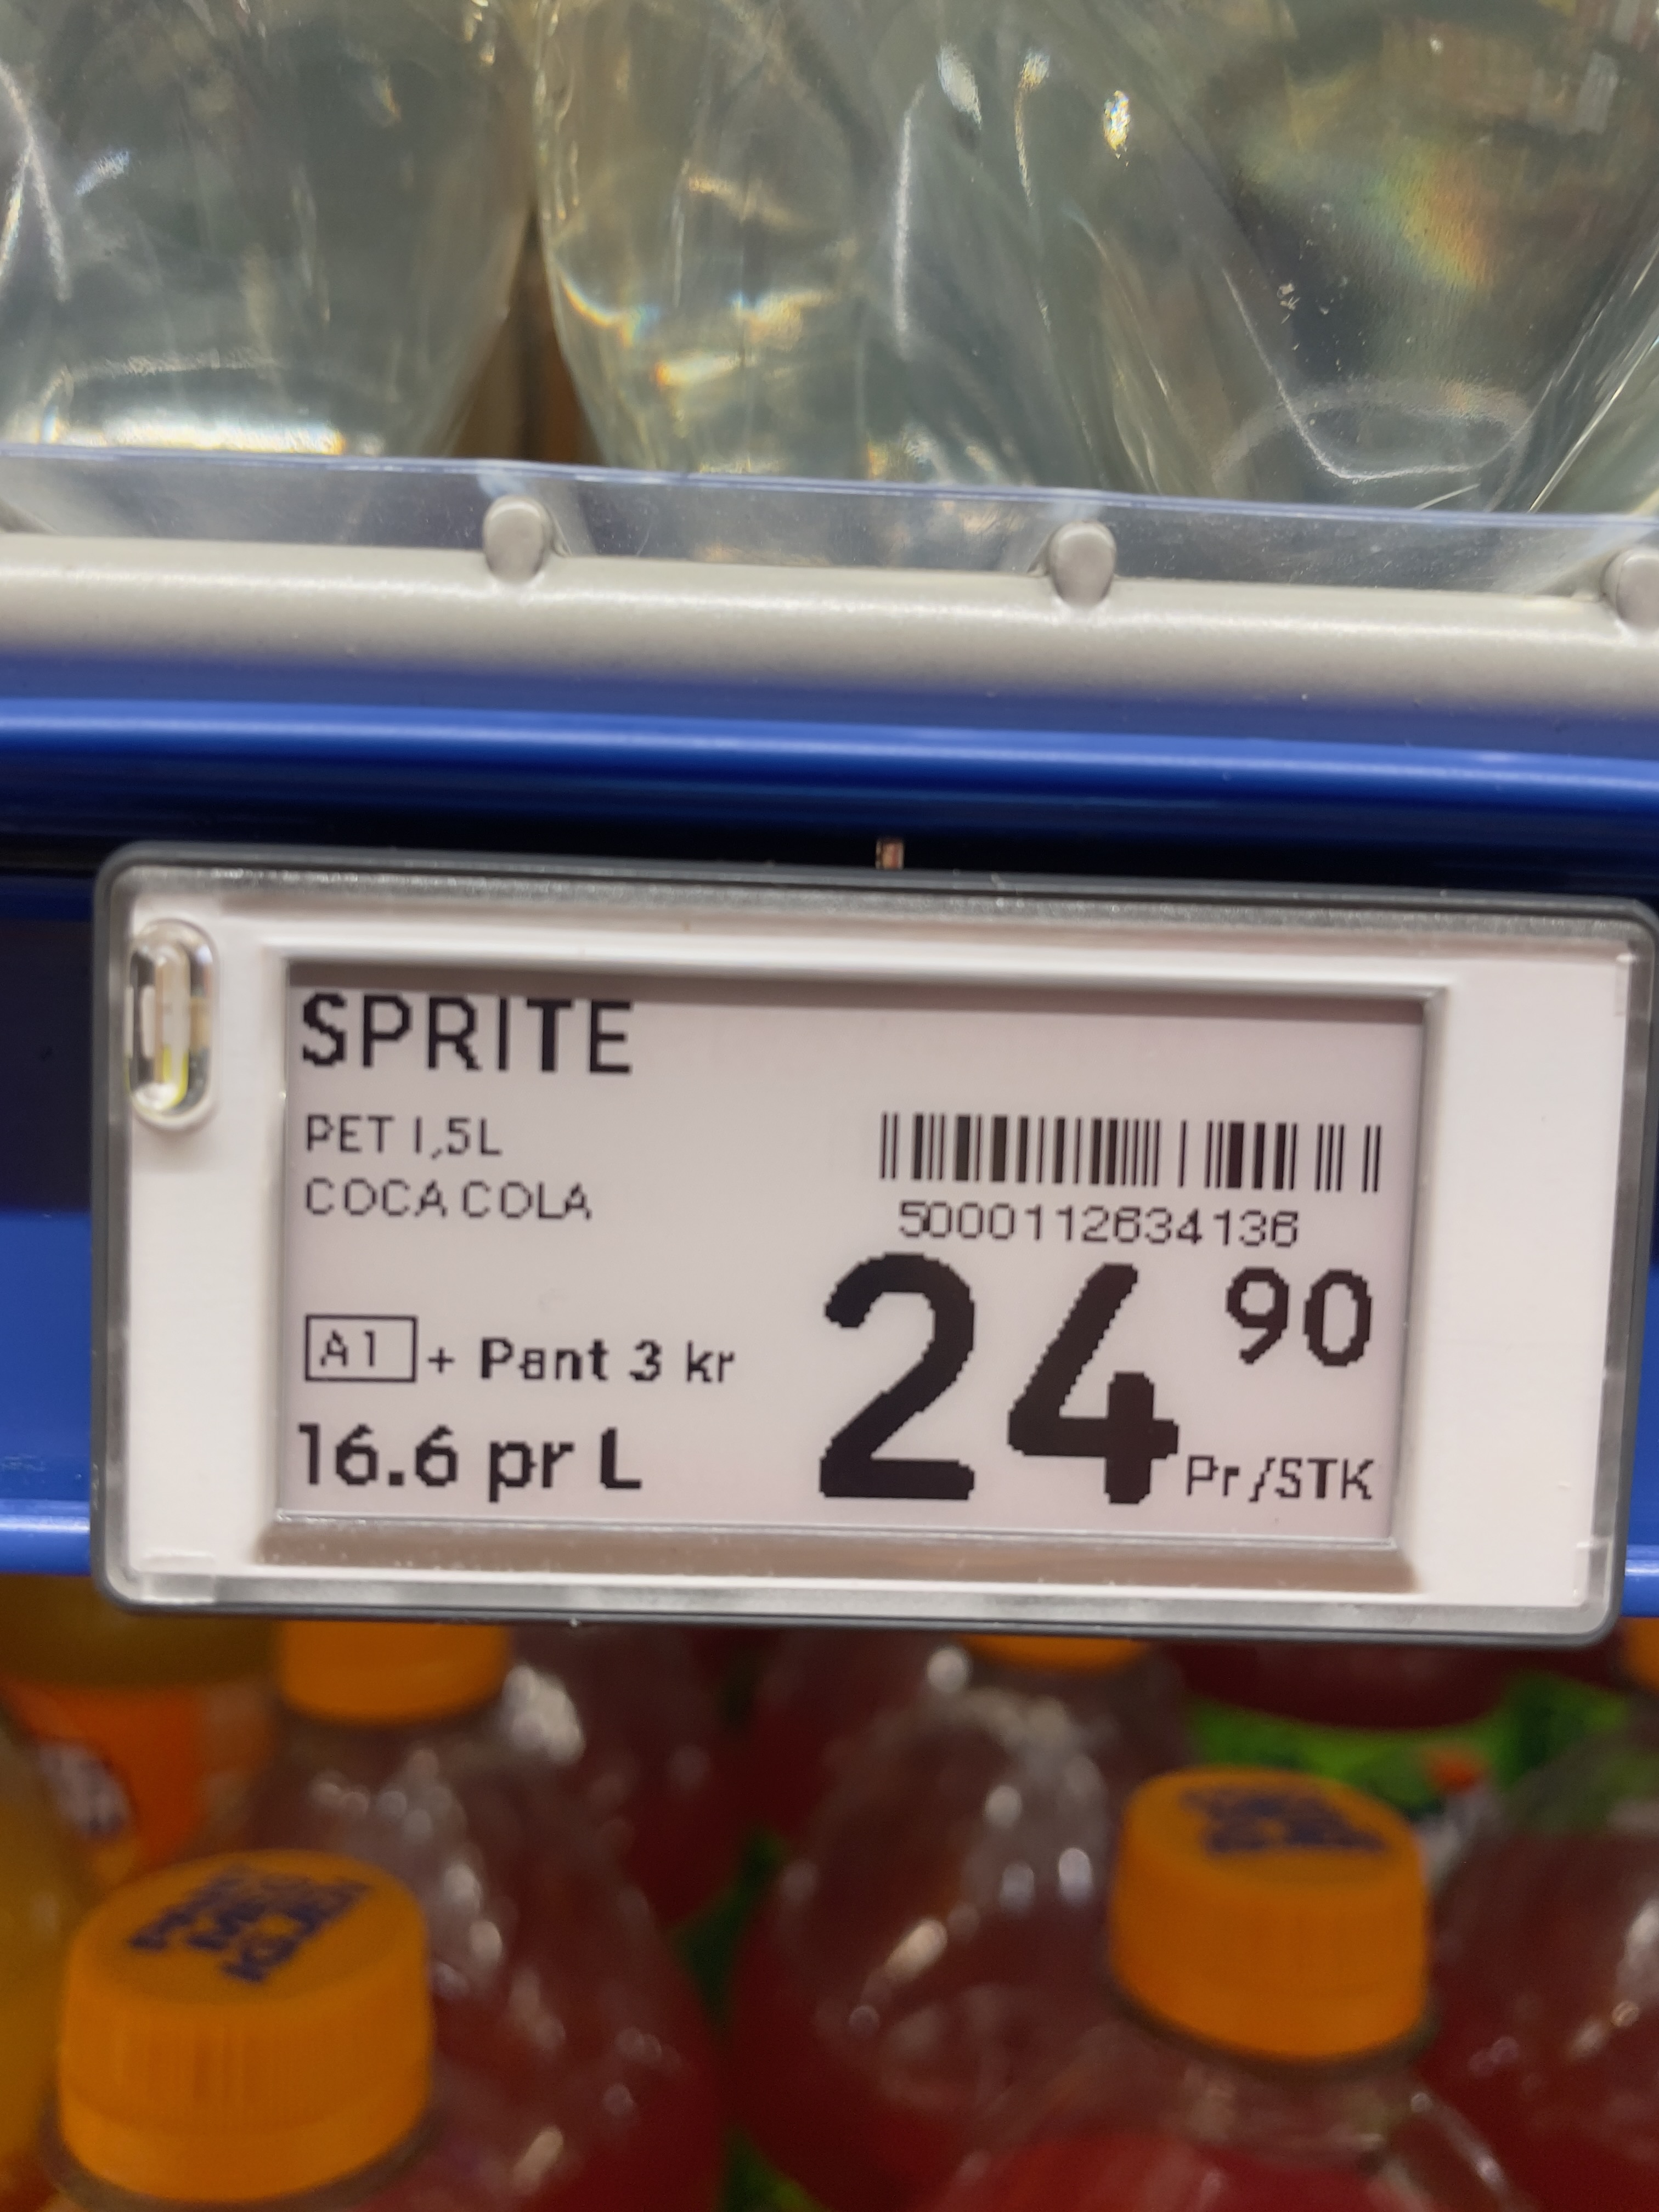 SPRITE
PET 1,5L
COCA COLA
5000112634136
A1 + Pant 3 kr
24 90
16.6 pr L
Pr/STK